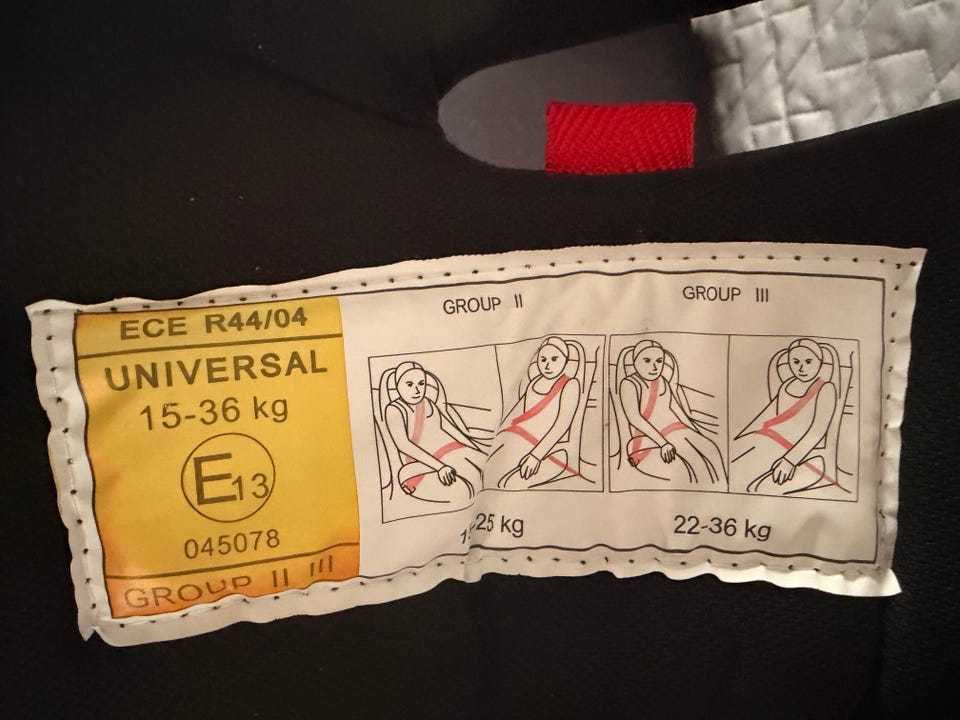 ECE R44/04
UNIVERSAL
15-36 kg
E13
045078
GROUP II III
GROUP II
GROUP III
-25 kg
22-36 kg